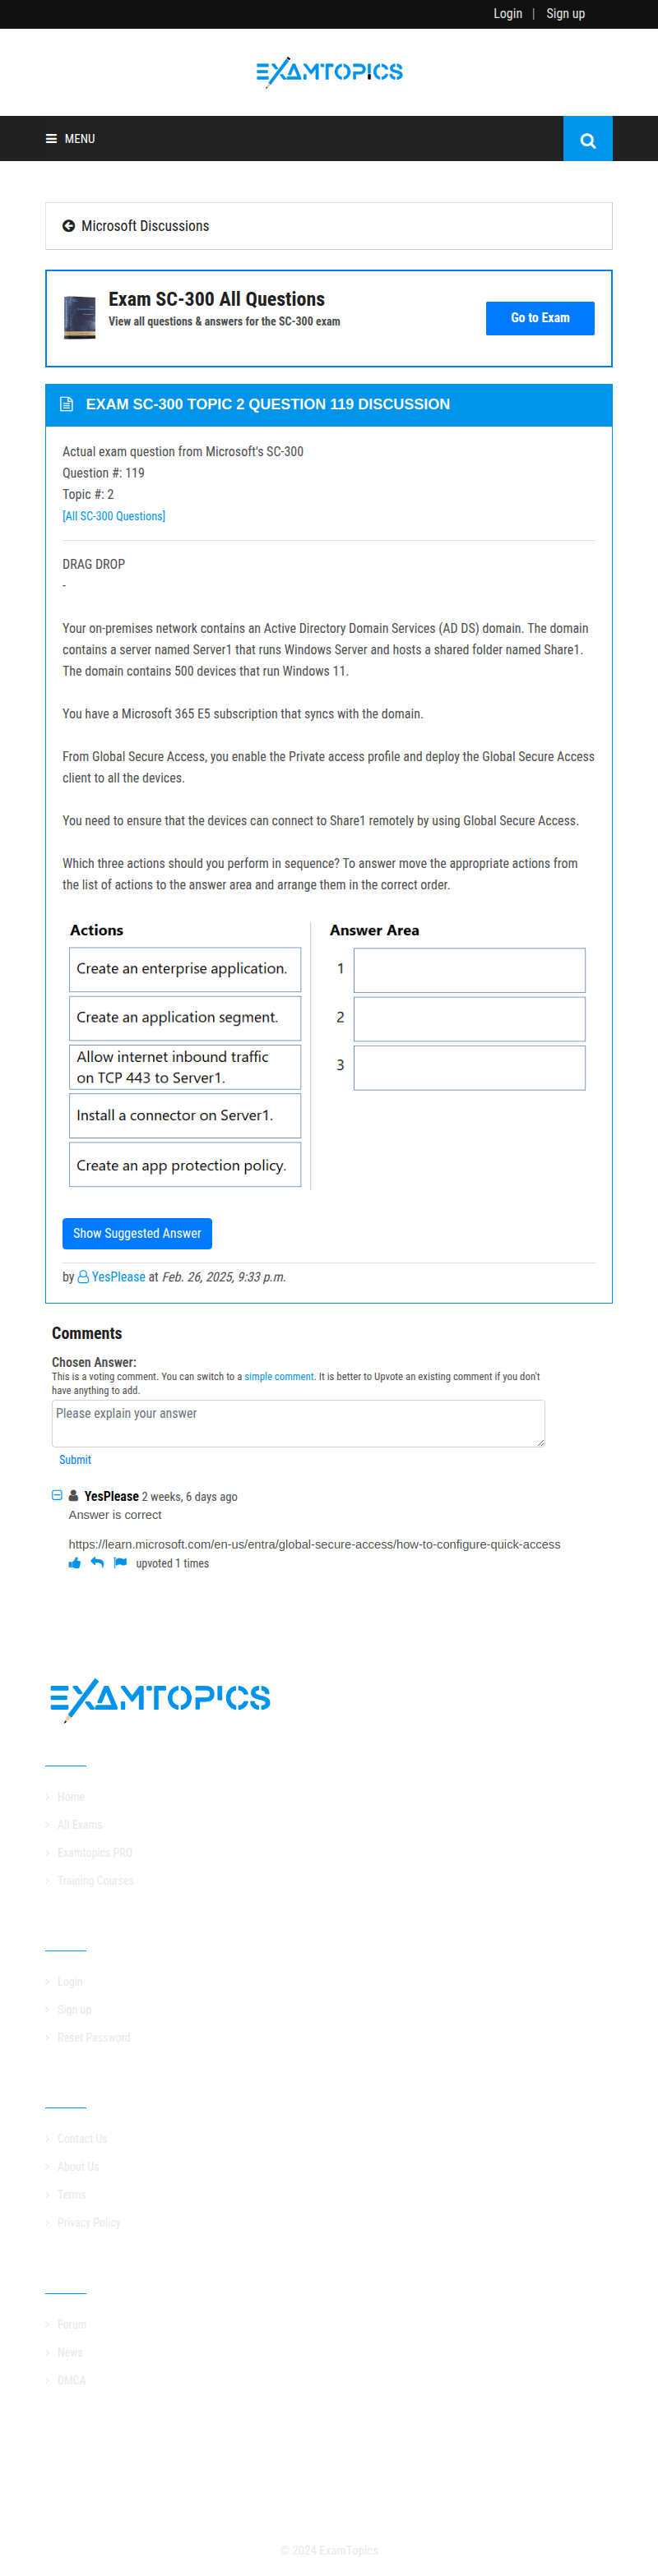 Login | Sign up
EXAMTOPICS
MENU
Microsoft Discussions
Exam SC-300 All Questions
View all questions & answers for the SC-300 exam
Go to Exam
EXAM SC-300 TOPIC 2 QUESTION 119 DISCUSSION
Actual exam question from Microsoft's SC-300
Question #: 119
Topic #: 2
[All SC-300 Questions]
DRAG DROP
-
Your on-premises network contains an Active Directory Domain Services (AD DS) domain. The domain
contains a server named Server1 that runs Windows Server and hosts a shared folder named Share1.
The domain contains 500 devices that run Windows 11.
You have a Microsoft 365 E5 subscription that syncs with the domain.
From Global Secure Access, you enable the Private access profile and deploy the Global Secure Access
client to all the devices.
You need to ensure that the devices can connect to Share1 remotely by using Global Secure Access.
Which three actions should you perform in sequence? To answer move the appropriate actions from
the list of actions to the answer area and arrange them in the correct order.
Actions
Create an enterprise application.
Create an application segment.
Allow internet inbound traffic
on TCP 443 to Server1.
Install a connector on Server1.
Create an app protection policy.
Answer Area
1
2
3
Show Suggested Answer
by YesPlease at Feb. 26, 2025, 9:33 p.m.
Comments
Chosen Answer:
This is a voting comment. You can switch to a simple comment. It is better to Upvote an existing comment if you don't
have anything to add.
Please explain your answer
Submit
YesPlease 2 weeks, 6 days ago
Answer is correct
https://learn.microsoft.com/en-us/entra/global-secure-access/how-to-configure-quick-access
upvoted 1 times
EXAMTOPICS
Home
All Exams
Examtopics PRO
Training Courses
Login
Sign up
Reset Password
Contact Us
About Us
Terms
Privacy Policy
Forum
News
DMCA
© 2024 ExamTopics